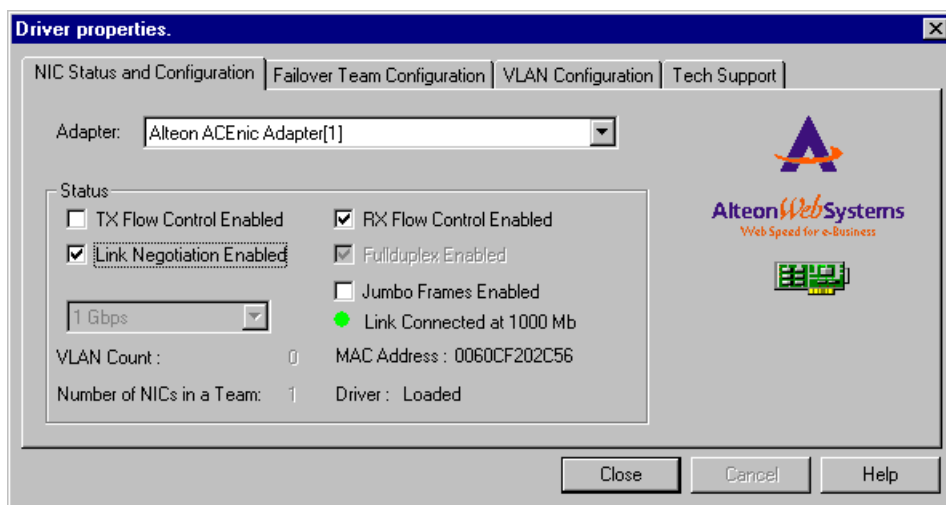 Driver properties.
NIC Status and Configuration
Failover Team Configuration
VLAN Configuration
Tech Support
Adapter:
Alteon ACEnic Adapter[1]
Status
TX Flow Control Enabled
RX Flow Control Enabled
Link Negotiation Enabled
Fullduplex Enabled
Jumbo Frames Enabled
1 Gbps
Link Connected at 1000 Mb
VLAN Count : 0
MAC Address : 0060CF202C56
Number of NICs in a Team: 1
Driver : Loaded
AlteonWebSystems
Web Speed for e-Business
Close
Cancel
Help